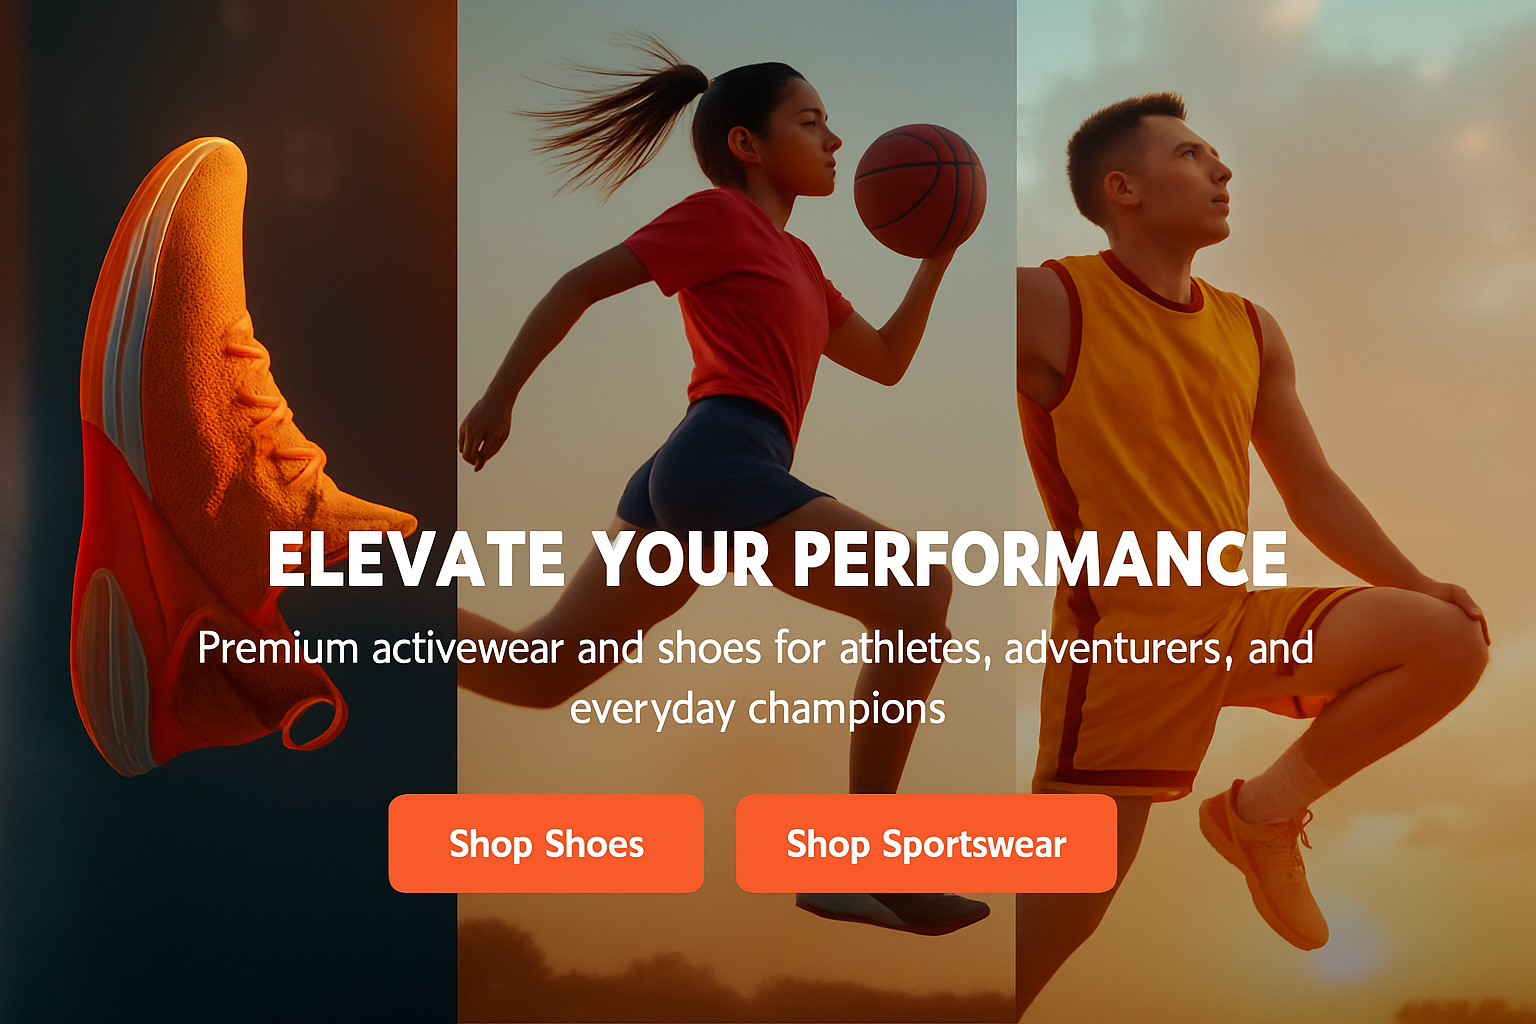 ELEVATE YOUR PERFORMANCE
Premium activewear and shoes for athletes, adventurers, and
everyday champions
Shop Shoes
Shop Sportswear